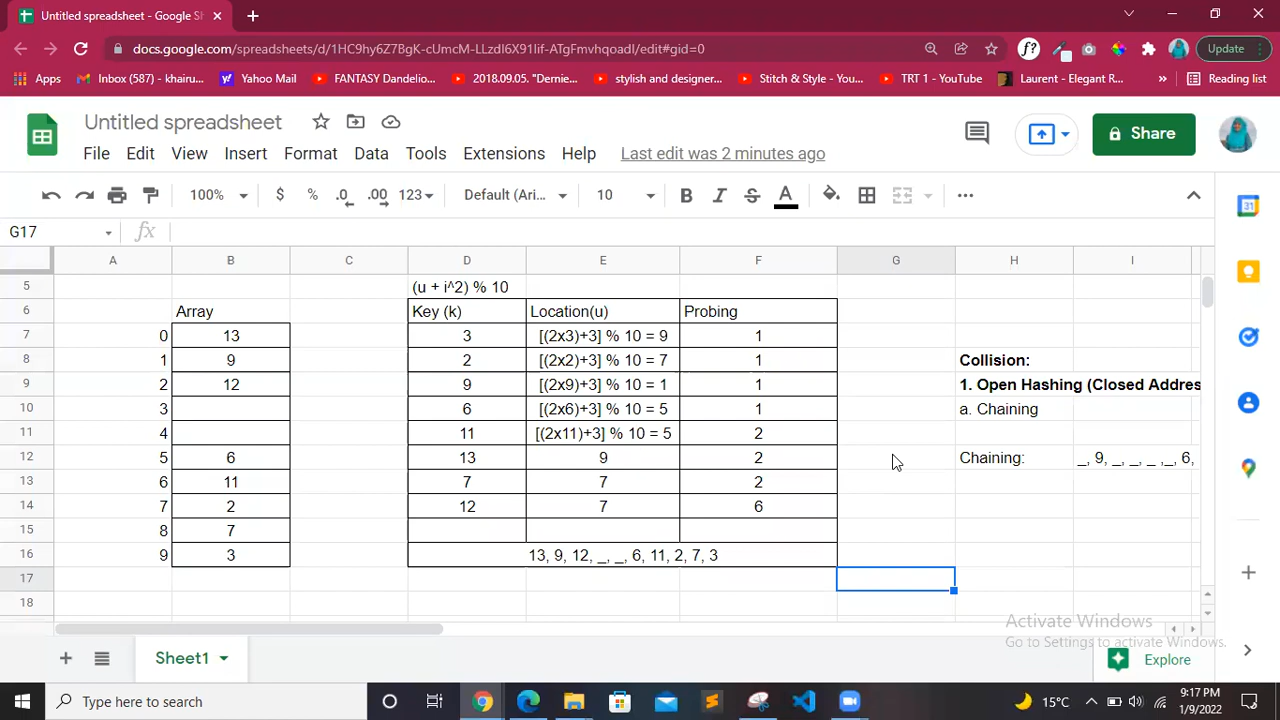 Untitled spreadsheet - Google Sh
docs.google.com/spreadsheets/d/1HC9hy6Z7BgK-cUmcM-LLzdl6X91Iif-ATgFmvhqoadI/edit#gid=0
f?
Update
Apps
Inbox (587) - khairu...
Yahoo Mail
FANTASY Dandelio...
2018.09.05. "Dernie...
stylish and designer...
Stitch & Style - You...
TRT 1 - YouTube
Laurent - Elegant R...
»
Reading list
Untitled spreadsheet
File Edit View Insert Format Data Tools Extensions Help Last edit was 2 minutes ago
Share
100% $ % .0 .00 123 Default (Ari... 10 B I S A ...
31
G17 fx
A B C D E F G H I
5 (u + i^2) % 10
6 Array Key (k) Location(u) Probing
7 0 13 3 [(2x3)+3] % 10 = 9 1
8 1 9 2 [(2x2)+3] % 10 = 7 1 Collision:
9 2 12 9 [(2x9)+3] % 10 = 1 1 1. Open Hashing (Closed Addres
10 3 6 [(2x6)+3] % 10 = 5 1 a. Chaining
11 4 11 [(2x11)+3] % 10 = 5 2
12 5 6 13 9 2 Chaining: _, 9, _, _, _ ,_, 6,
13 6 11 7 7 2
14 7 2 12 7 6
15 8 7
16 9 3 13, 9, 12, _, _, 6, 11, 2, 7, 3
17
18
Activate Windows
Go to Settings to activate Windows.
Sheet1
Explore
Type here to search
15°C
9:17 PM
1/9/2022